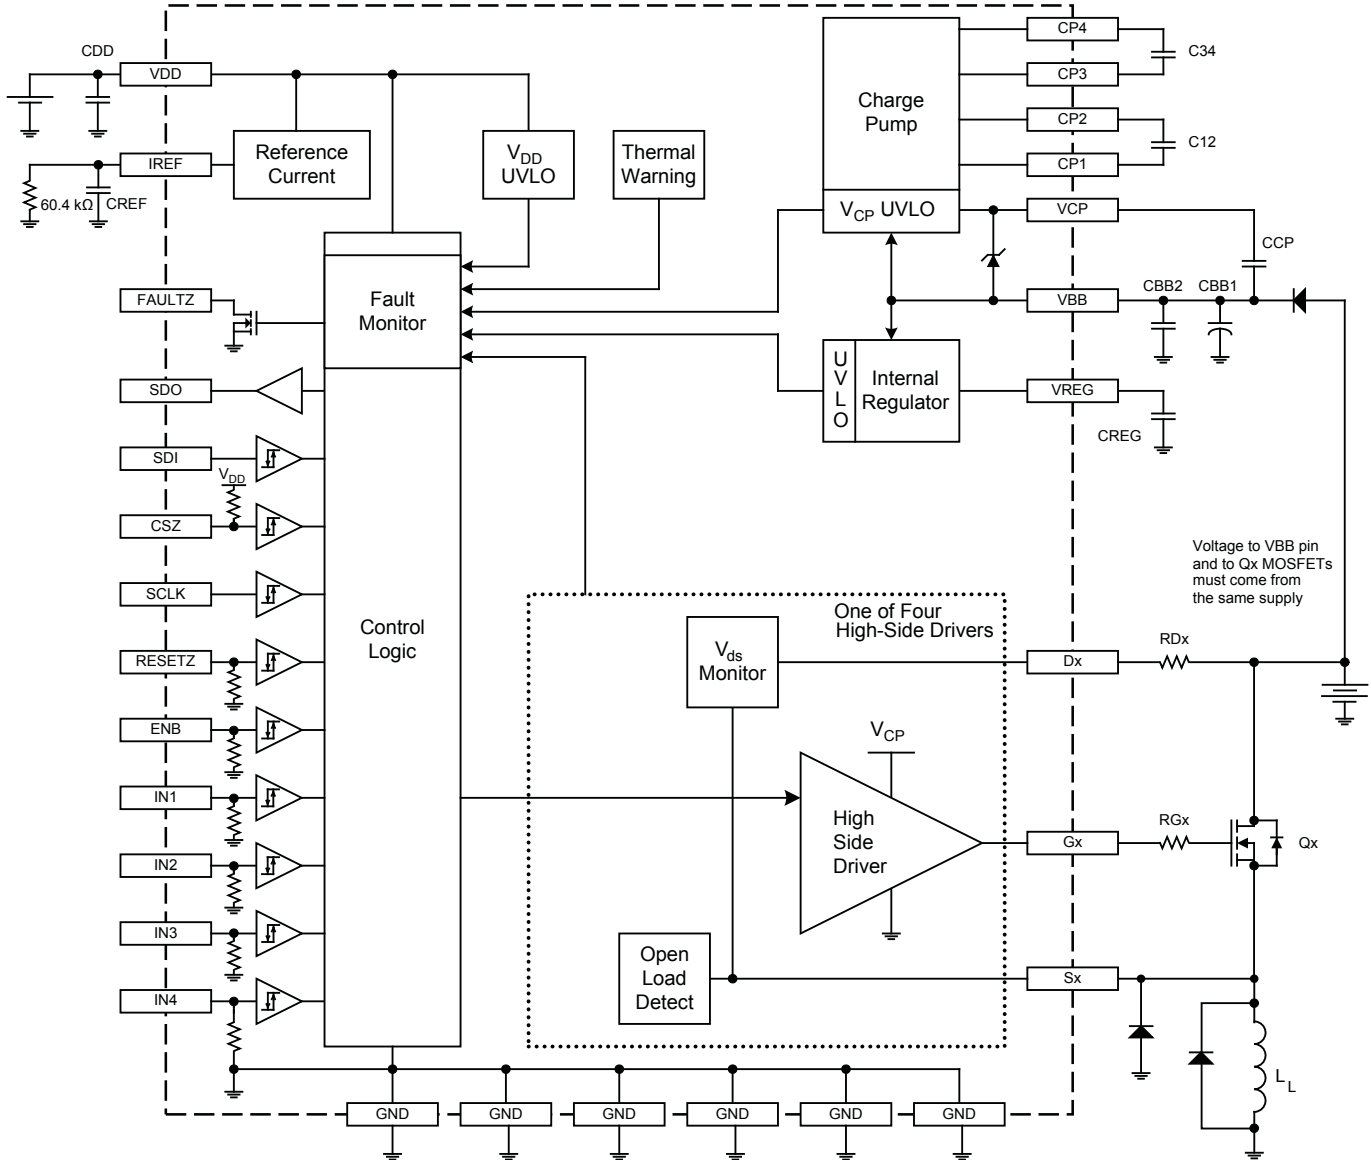 CP4
C34
CDD
VDD
CP3
Charge
Pump
CP2
C12
IREF
Reference
Current
VDD
UVLO
Thermal
Warning
CP1
60.4 kΩ
CREF
VCP UVLO
VCP
CCP
FAULTZ
Fault
Monitor
VBB
CBB2
CBB1
SDO
UVLO
Internal
Regulator
VREG
CREG
SDI
VDD
CSZ
Voltage to VBB pin
and to Qx MOSFETs
must come from
the same supply
SCLK
One of Four
High-Side Drivers
Control
Logic
RESETZ
Vds
Monitor
Dx
RDx
ENB
VCP
IN1
High
Side
Driver
Gx
RGx
Qx
IN2
IN3
Open
Load
Detect
Sx
IN4
LL
GND
GND
GND
GND
GND
GND